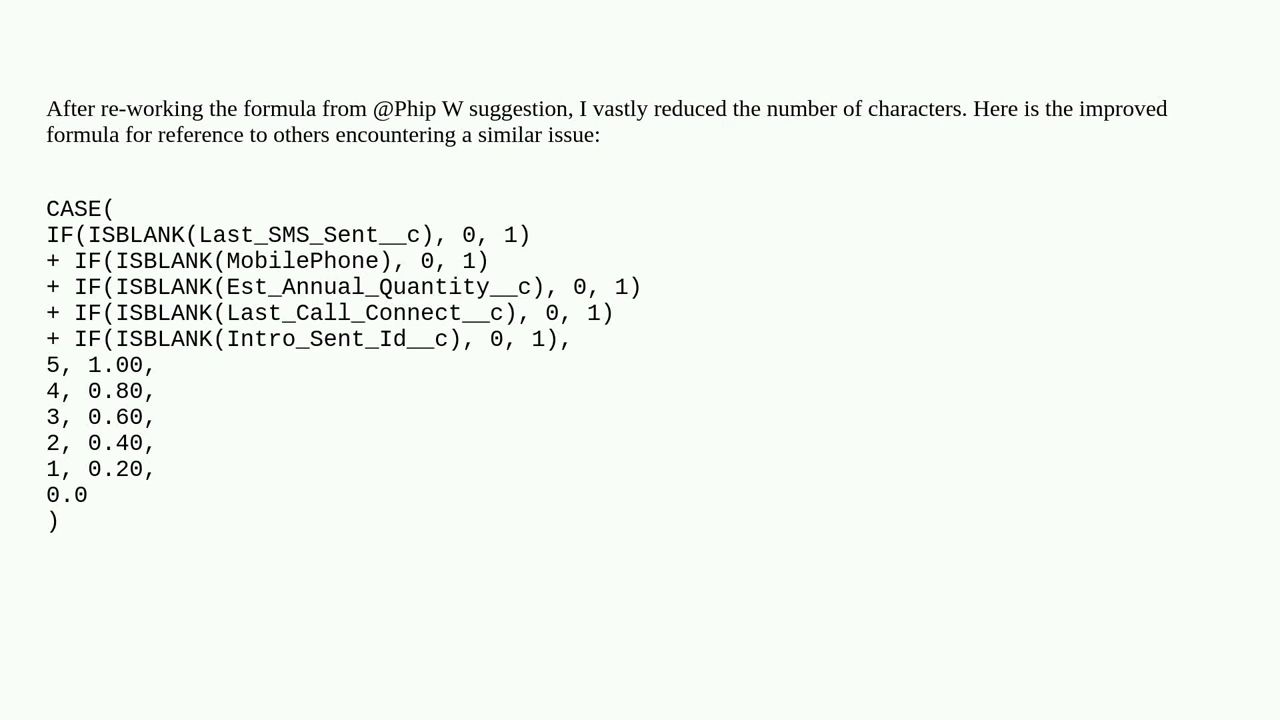 After re-working the formula from @Phip W suggestion, I vastly reduced the number of characters. Here is the improved
formula for reference to others encountering a similar issue:
CASE(
IF(ISBLANK(Last_SMS_Sent__c), 0, 1)
+ IF(ISBLANK(MobilePhone), 0, 1)
+ IF(ISBLANK(Est_Annual_Quantity__c), 0, 1)
+ IF(ISBLANK(Last_Call_Connect__c), 0, 1)
+ IF(ISBLANK(Intro_Sent_Id__c), 0, 1),
5, 1.00,
4, 0.80,
3, 0.60,
2, 0.40,
1, 0.20,
0.0
)